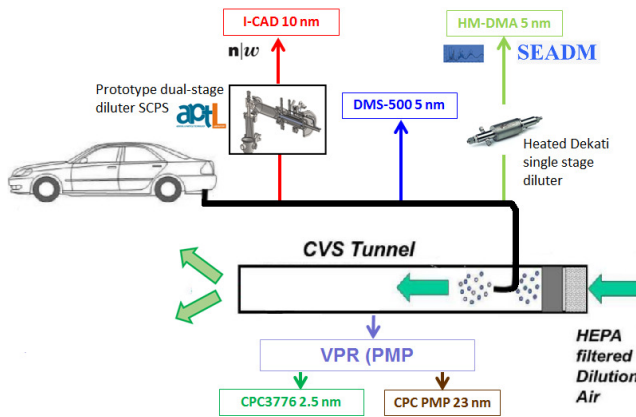 I-CAD 10 nm
HM-DMA 5 nm
n|w
SEADM
Prototype dual-stage
diluter SCPS
aptL
DMS-500 5 nm
Heated Dekati
single stage
diluter
CVS Tunnel
VPR (PMP
HEPA
filtered
Dilution
Air
CPC3776 2.5 nm
CPC PMP 23 nm